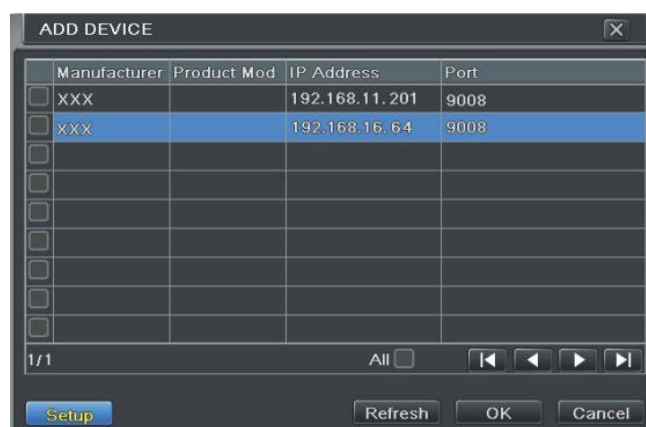 ADD DEVICE
Manufacturer Product Mod IP Address Port
XXX 192.168.11.201 9008
XXX 192.168.16.64 9008
1/1 All
Setup Refresh OK Cancel